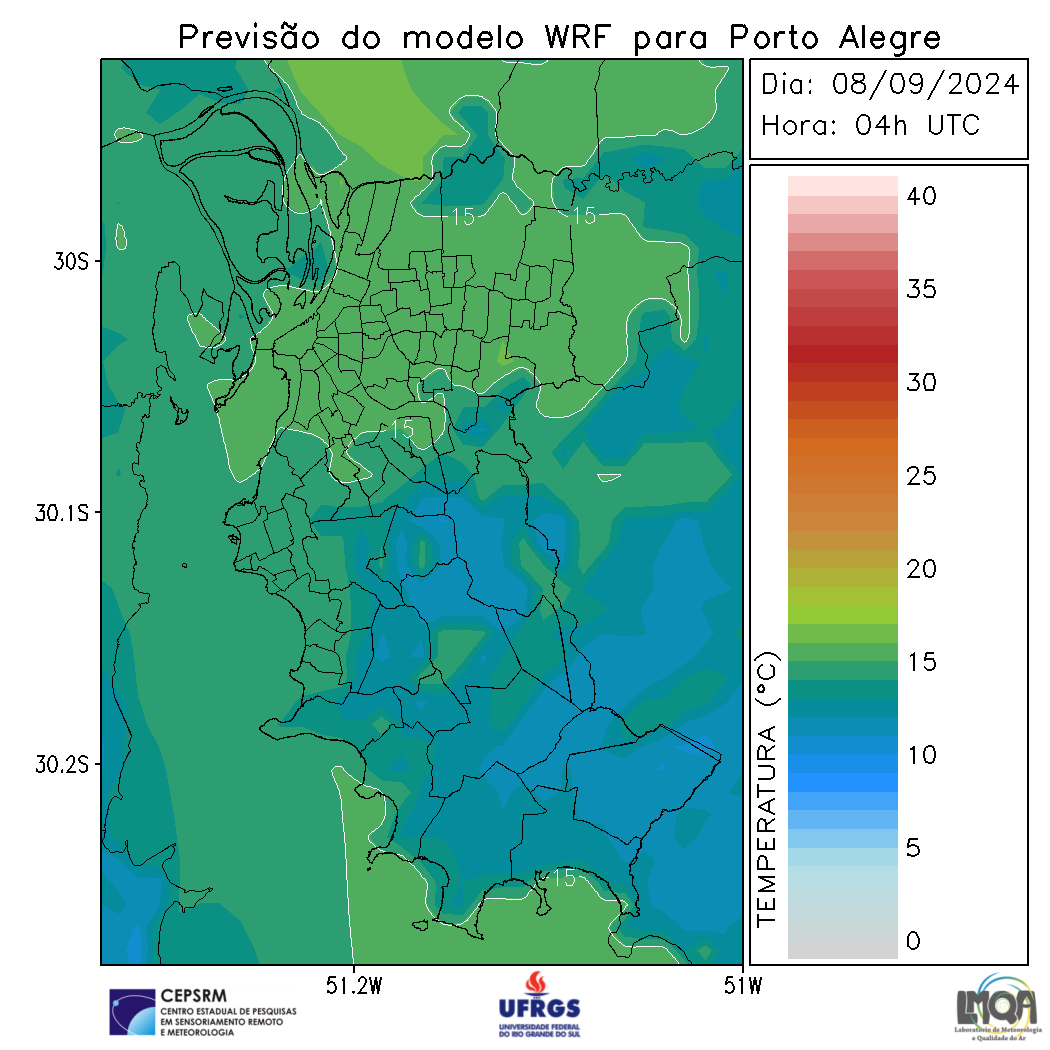 Previsão do modelo WRF para Porto Alegre
Dia: 08/09/2024
Hora: 04h UTC
40
35
30
25
20
15
10
5
0
TEMPERATURA (°C)
30S
30.1S
30.2S
51.2W
51W
15
15
15
15
CEPSRM
CENTRO ESTADUAL DE PESQUISAS
EM SENSORIAMENTO REMOTO
E METEOROLOGIA
UFRGS
UNIVERSIDADE FEDERAL
DO RIO GRANDE DO SUL
LMQA
Laboratório de Meteorologia
e Qualidade do Ar